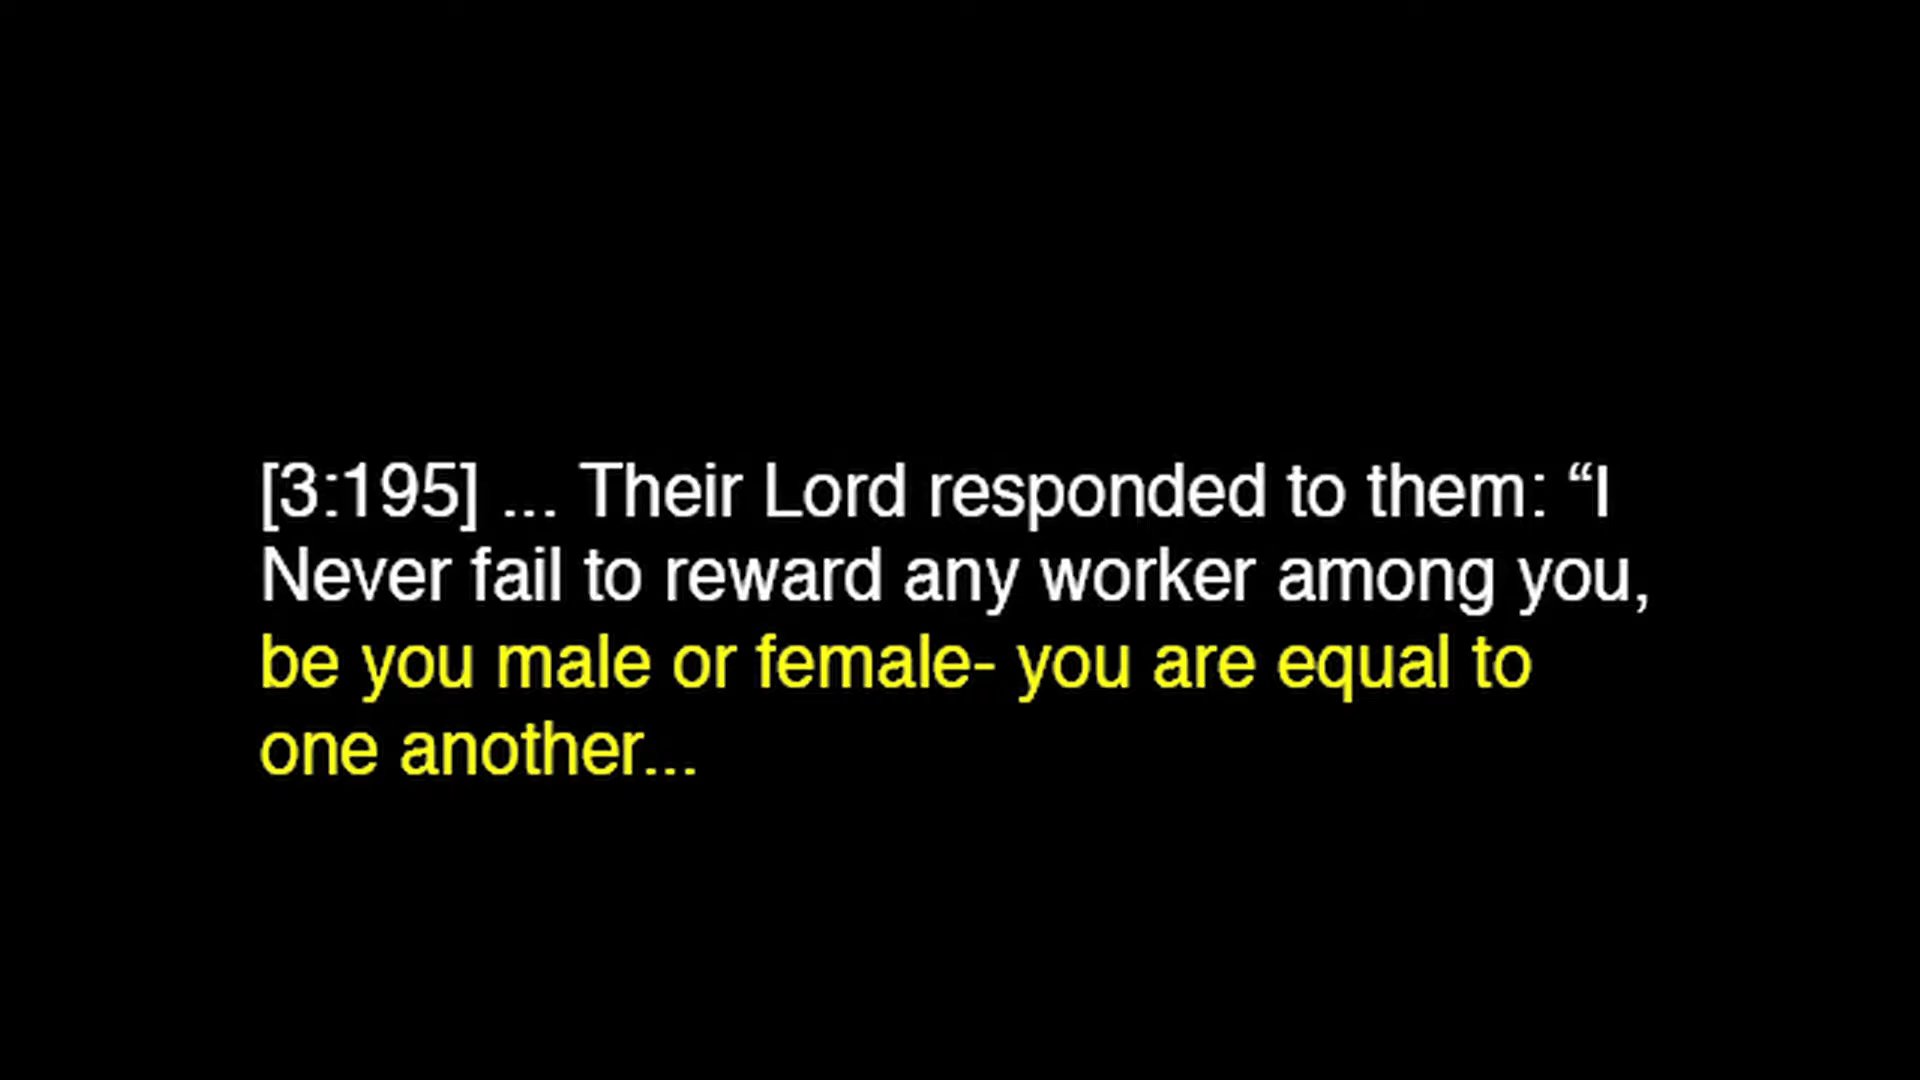 [3:195] ... Their Lord responded to them: “I
Never fail to reward any worker among you,
be you male or female- you are equal to
one another...